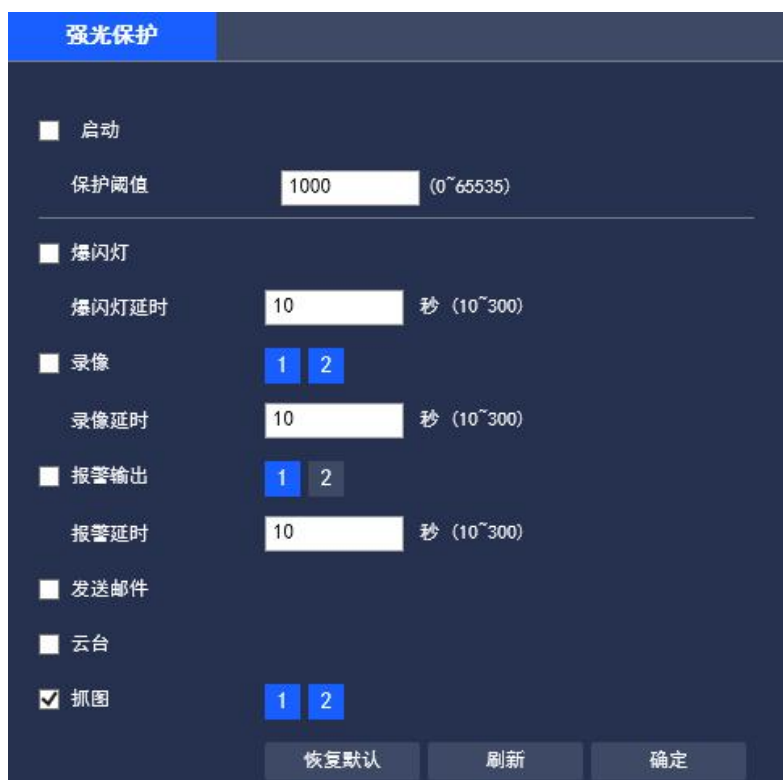 强光保护
启动
保护阈值 1000 (0~65535)
爆闪灯
爆闪灯延时 10 秒 (10~300)
录像 1 2
录像延时 10 秒 (10~300)
报警输出 1 2
报警延时 10 秒 (10~300)
发送邮件
云台
抓图 1 2
恢复默认 刷新 确定